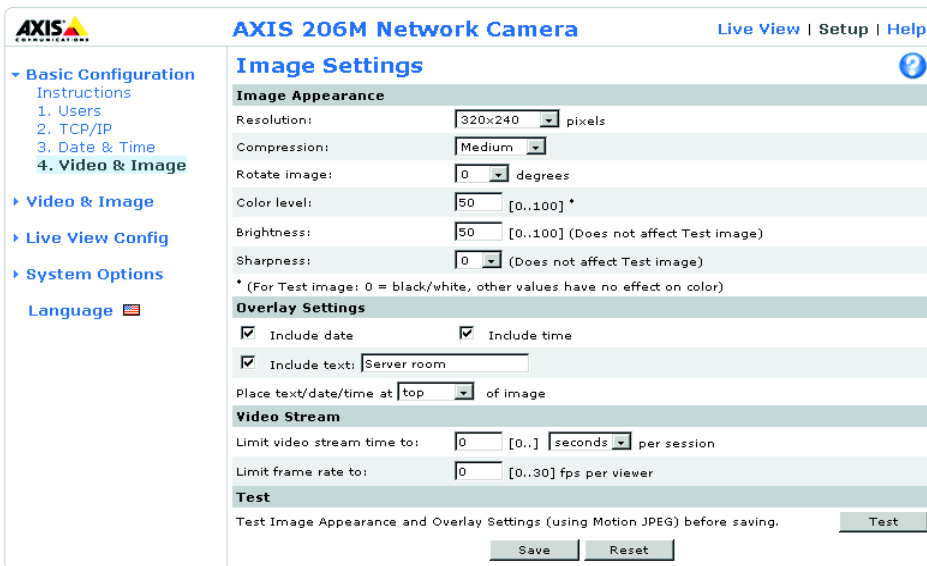 AXIS
COMMUNICATIONS
AXIS 206M Network Camera
Live View | Setup | Help
Basic Configuration
Instructions
1. Users
2. TCP/IP
3. Date & Time
4. Video & Image
Video & Image
Live View Config
System Options
Language
Image Settings
?
Image Appearance
Resolution: 320x240 pixels
Compression: Medium
Rotate image: 0 degrees
Color level: 50 [0..100] *
Brightness: 50 [0..100] (Does not affect Test image)
Sharpness: 0 (Does not affect Test image)
* (For Test image: 0 = black/white, other values have no effect on color)
Overlay Settings
Include date Include time
Include text: Server room
Place text/date/time at top of image
Video Stream
Limit video stream time to: 0 [0..] seconds per session
Limit frame rate to: 0 [0..30] fps per viewer
Test
Test Image Appearance and Overlay Settings (using Motion JPEG) before saving. Test
Save Reset